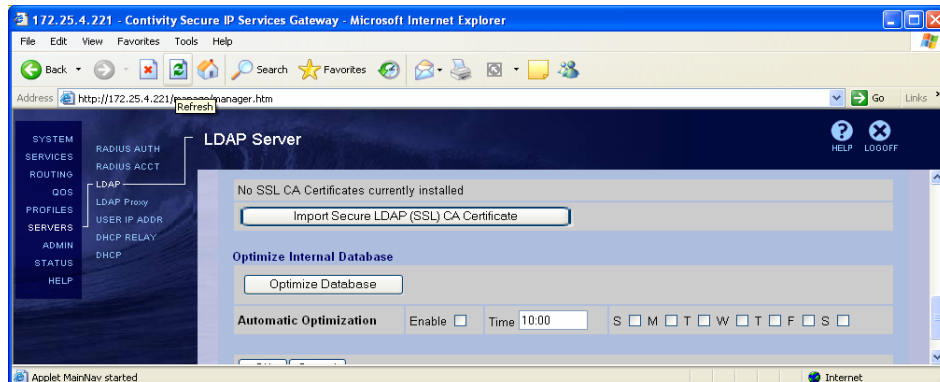 172.25.4.221 - Contivity Secure IP Services Gateway - Microsoft Internet Explorer
File Edit View Favorites Tools Help
Back Search Favorites
Address http://172.25.4.221/manage/manager.htm Go Links
Refresh
LDAP Server
HELP LOGOFF
SYSTEM
SERVICES
ROUTING
QOS
PROFILES
SERVERS
ADMIN
STATUS
HELP
RADIUS AUTH
RADIUS ACCT
LDAP
LDAP Proxy
USER IP ADDR
DHCP RELAY
DHCP
No SSL CA Certificates currently installed
Import Secure LDAP (SSL) CA Certificate
Optimize Internal Database
Optimize Database
Automatic Optimization Enable Time 10:00 S M T W T F S
Applet MainNav started Internet